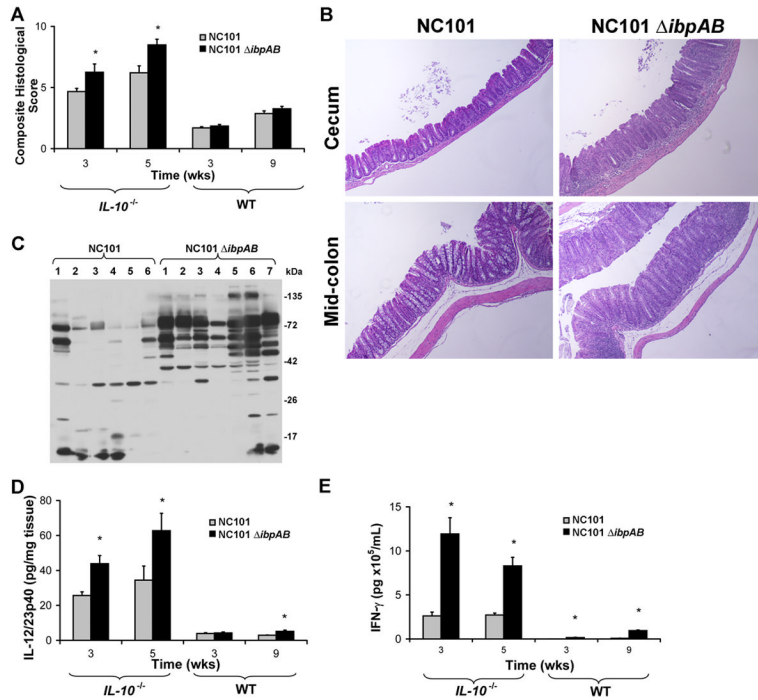 A
NC101
NC101 ΔibpAB
Composite Histological Score
10
5
0
*
*
3
5
3
9
Time (wks)
IL-10-/-
WT
B
NC101
NC101 ΔibpAB
Cecum
Mid-colon
C
NC101
NC101 ΔibpAB
1 2 3 4 5 6 1 2 3 4 5 6 7 kDa
-135
-72
-42
-26
-17
D
NC101
NC101 ΔibpAB
IL-12/23p40 (pg/mg tissue)
80
60
40
20
0
*
*
*
3
5
3
9
Time (wks)
IL-10-/-
WT
E
NC101
NC101 ΔibpAB
IFN-γ (pg x10⁵/mL)
15
10
5
0
*
*
*
*
3
5
3
9
Time (wks)
IL-10-/-
WT